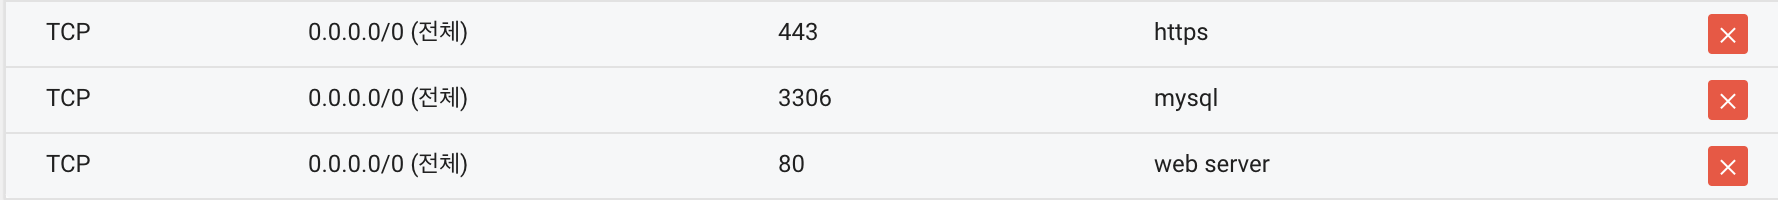 TCP 0.0.0.0/0 (전체) 443 https
TCP 0.0.0.0/0 (전체) 3306 mysql
TCP 0.0.0.0/0 (전체) 80 web server